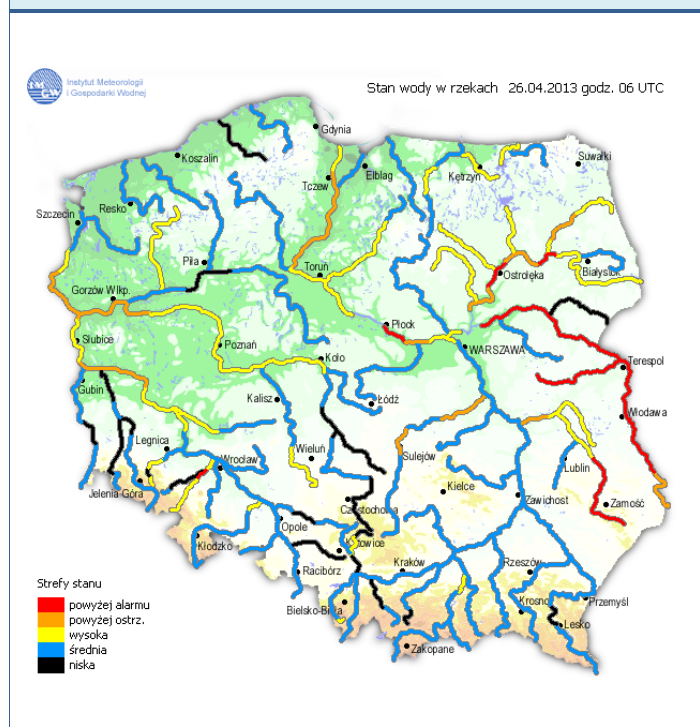 Instytut Meteorologii
i Gospodarki Wodnej
Stan wody w rzekach 26.04.2013 godz. 06 UTC
Gdynia
Koszalin
Suwałki
Tczew
Elbląg
Kętrzyn
Resko
Szczecin
Piła
Toruń
Ostrołęka
Białystok
Gorzów Wlkp.
Płock
Słubice
Poznań
WARSZAWA
Koło
Terespol
Gubin
Kalisz
Łódź
Włodawa
Legnica
Wieluń
Sulejów
Wrocław
Lublin
Jelenia Góra
Kielce
Zawichost
Zamość
Częstochowa
Opole
Kłodzko
Katowice
Racibórz
Kraków
Rzeszów
Bielsko-Biała
Krosno
Przemyśl
Lesko
Zakopane
Strefy stanu
powyżej alarmu
powyżej ostrz.
wysoka
średnia
niska